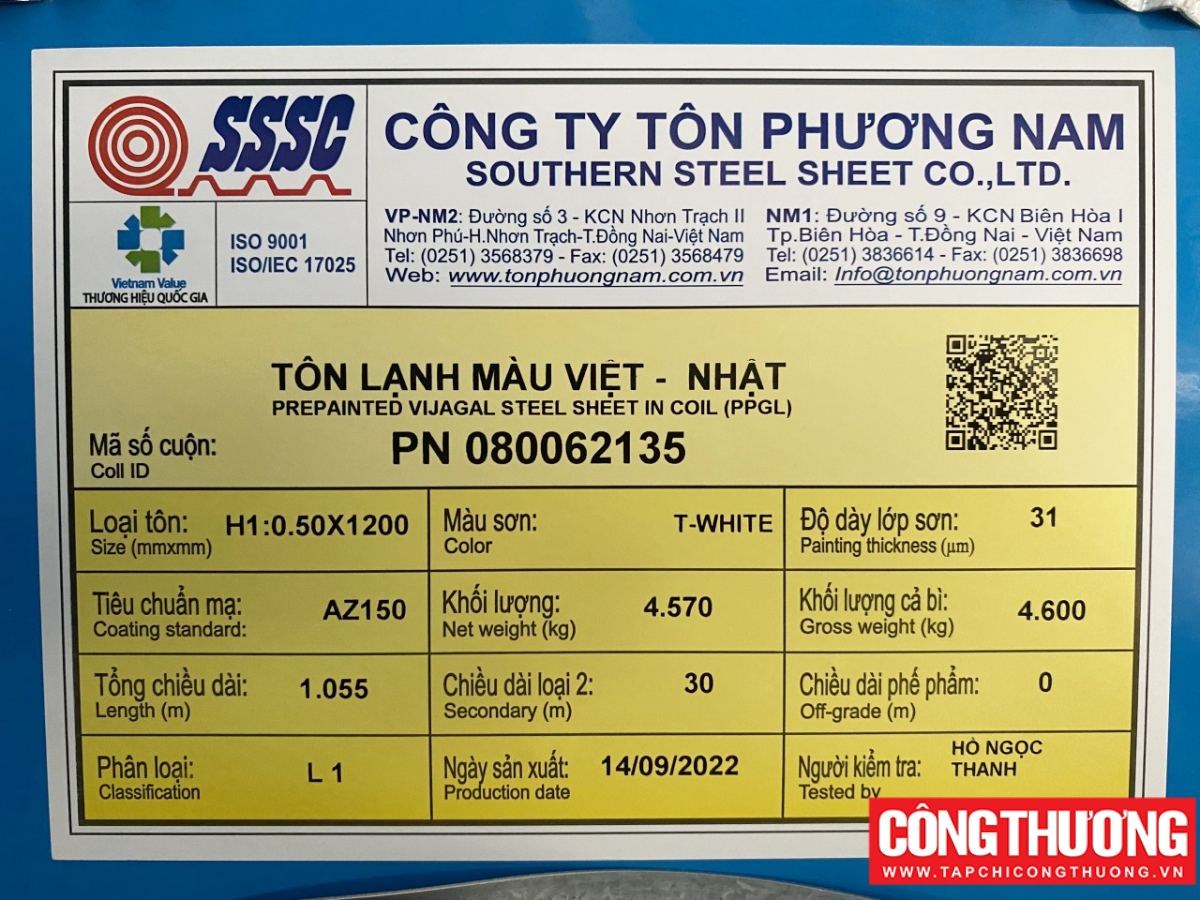 SSSC
CÔNG TY TÔN PHƯƠNG NAM
SOUTHERN STEEL SHEET CO.,LTD.
Vietnam Value
THƯƠNG HIỆU QUỐC GIA
ISO 9001
ISO/IEC 17025
VP-NM2: Đường số 3 - KCN Nhơn Trạch II
Nhơn Phú-H.Nhơn Trạch-T.Đồng Nai-Việt Nam
Tel: (0251) 3568379 - Fax: (0251) 3568479
Web: www.tonphuongnam.com.vn
NM1: Đường số 9 - KCN Biên Hòa I
Tp.Biên Hòa - T.Đồng Nai - Việt Nam
Tel: (0251) 3836614 - Fax: (0251) 3836698
Email: Info@tonphuongnam.com.vn
TÔN LẠNH MÀU VIỆT - NHẬT
PREPAINTED VIJAGAL STEEL SHEET IN COIL (PPGL)
Mã số cuộn: PN 080062135
Coll ID
Loại tôn: H1:0.50X1200
Size (mmxmm)
Màu sơn: T-WHITE
Color
Độ dày lớp sơn: 31
Painting thickness (µm)
Tiêu chuẩn mạ: AZ150
Coating standard:
Khối lượng: 4.570
Net weight (kg)
Khối lượng cả bì: 4.600
Gross weight (kg)
Tổng chiều dài: 1.055
Length (m)
Chiều dài loại 2: 30
Secondary (m)
Chiều dài phế phẩm: 0
Off-grade (m)
Phân loại: L 1
Classification
Ngày sản xuất: 14/09/2022
Production date
Người kiểm tra: HỒ NGỌC THANH
Tested by
CÔNG THƯƠNG
WWW.TAPCHICONGTHUONG.VN